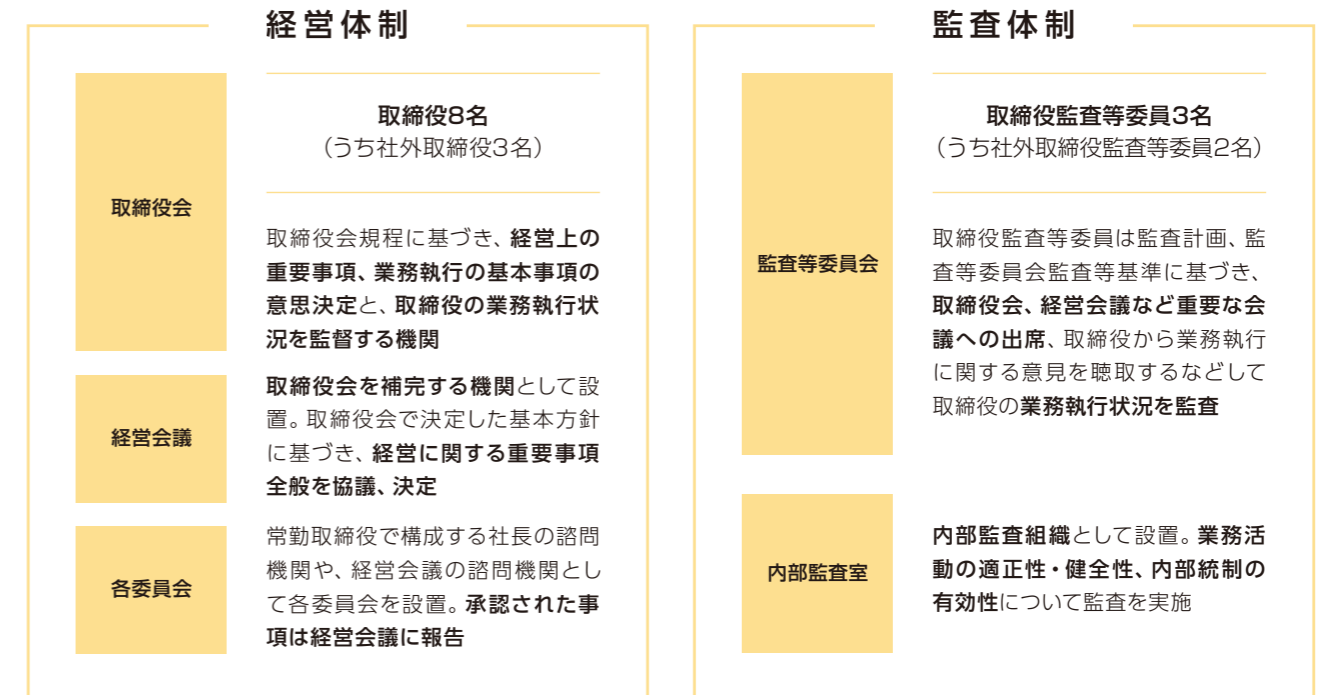 経営体制
取締役会
取締役8名
（うち社外取締役3名）
取締役会規程に基づき、経営上の
重要事項、業務執行の基本事項の
意思決定と、取締役の業務執行状
況を監督する機関
経営会議
取締役会を補完する機関として設
置。取締役会で決定した基本方針
に基づき、経営に関する重要事項
全般を協議、決定
各委員会
常勤取締役で構成する社長の諮問
機関や、経営会議の諮問機関とし
て各委員会を設置。承認された事
項は経営会議に報告
監査体制
監査等委員会
取締役監査等委員3名
（うち社外取締役監査等委員2名）
取締役監査等委員は監査計画、監
査等委員会監査等基準に基づき、
取締役会、経営会議など重要な会
議への出席、取締役から業務執行
に関する意見を聴取するなどして
取締役の業務執行状況を監査
内部監査室
内部監査組織として設置。業務活
動の適正性・健全性、内部統制の
有効性について監査を実施